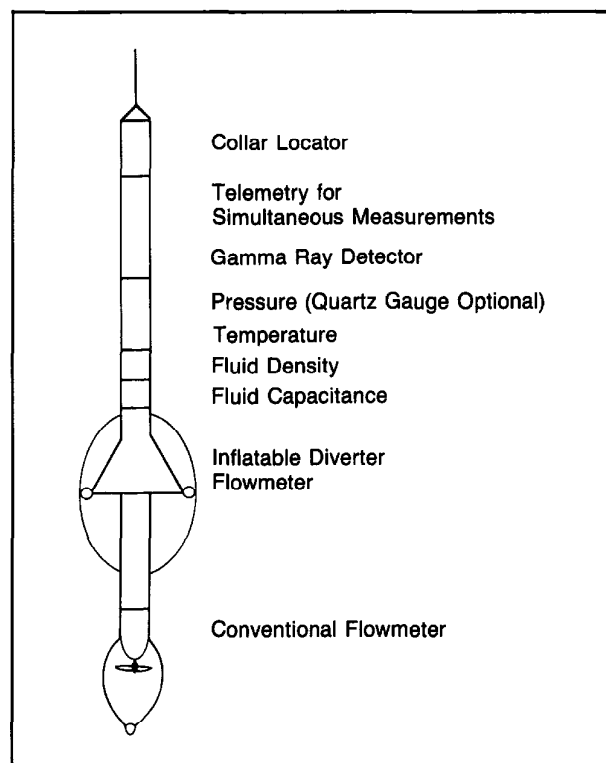 Collar Locator
Telemetry for
Simultaneous Measurements
Gamma Ray Detector
Pressure (Quartz Gauge Optional)
Temperature
Fluid Density
Fluid Capacitance
Inflatable Diverter
Flowmeter
Conventional Flowmeter